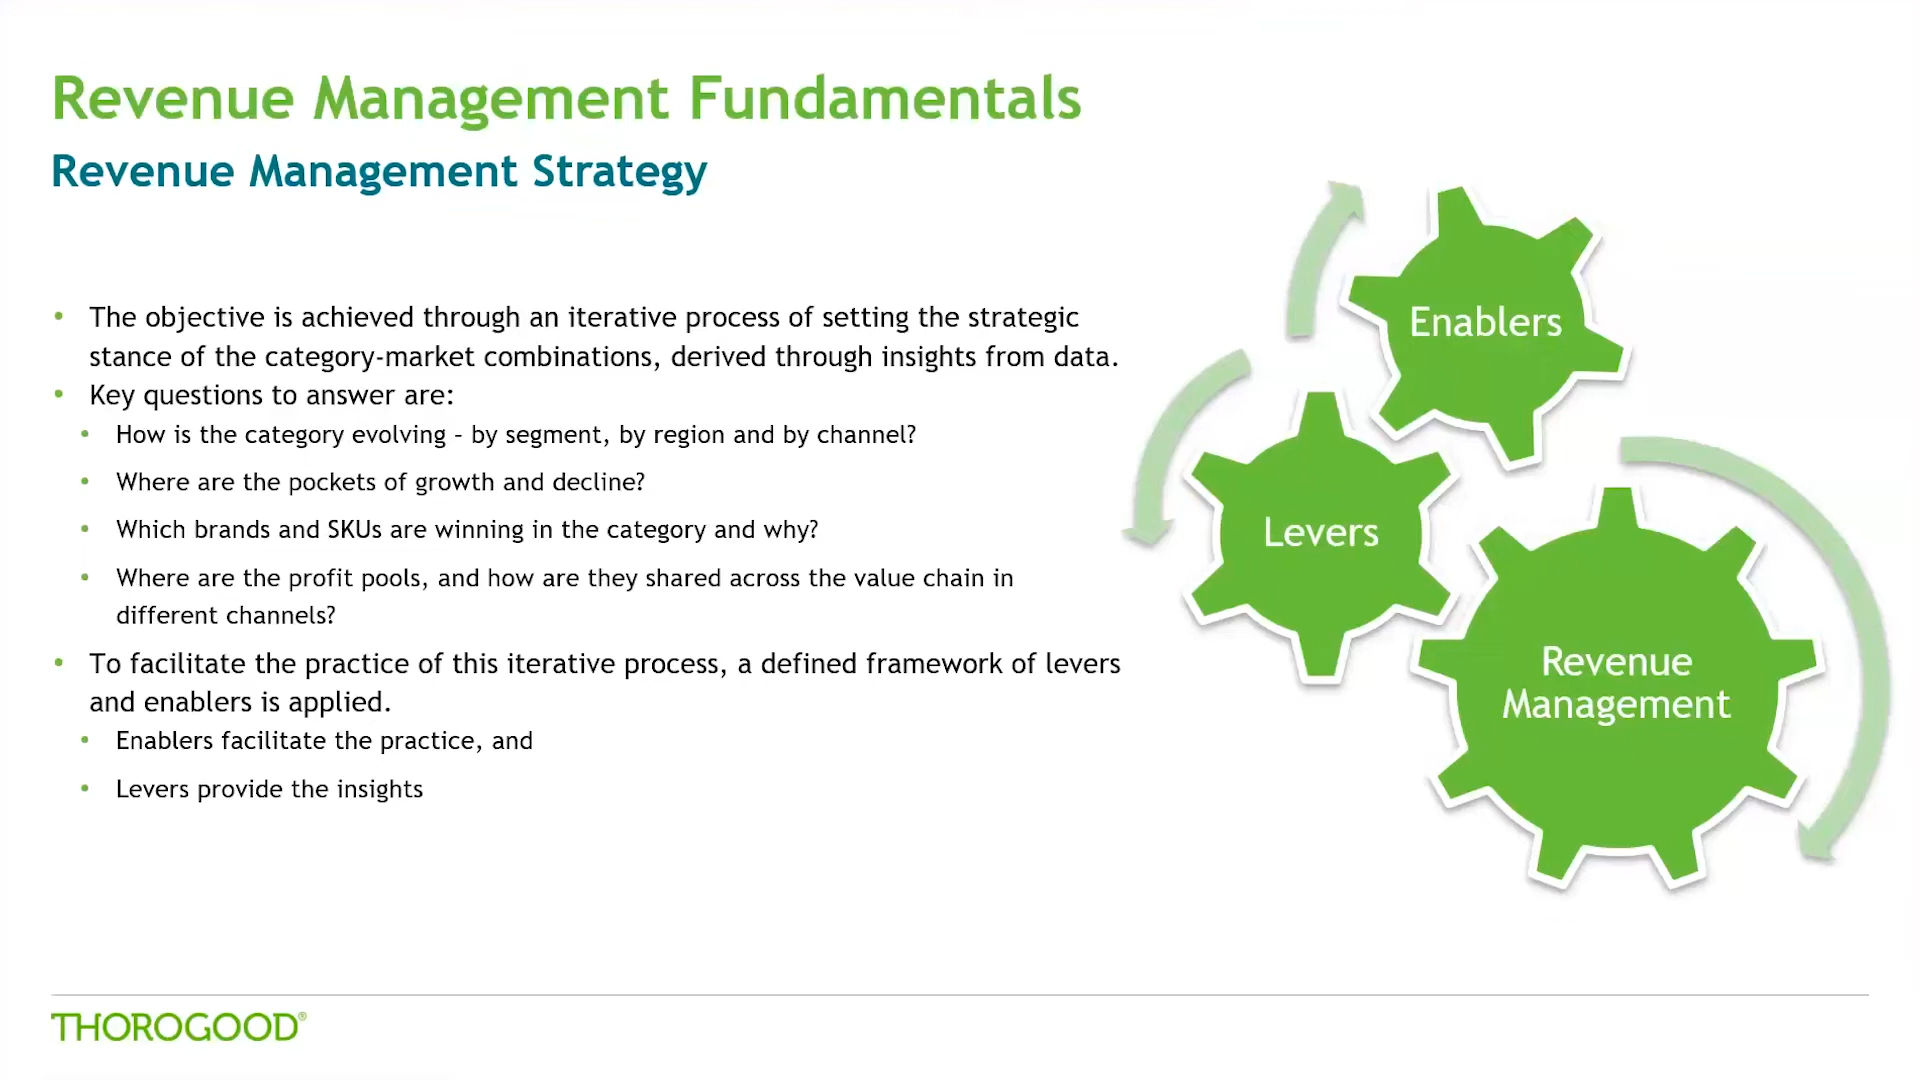 Revenue Management Fundamentals
Revenue Management Strategy
• The objective is achieved through an iterative process of setting the strategic
stance of the category-market combinations, derived through insights from data.
• Key questions to answer are:
• How is the category evolving – by segment, by region and by channel?
• Where are the pockets of growth and decline?
• Which brands and SKUs are winning in the category and why?
• Where are the profit pools, and how are they shared across the value chain in
different channels?
• To facilitate the practice of this iterative process, a defined framework of levers
and enablers is applied.
• Enablers facilitate the practice, and
• Levers provide the insights
Enablers
Levers
Revenue
Management
THOROGOOD®